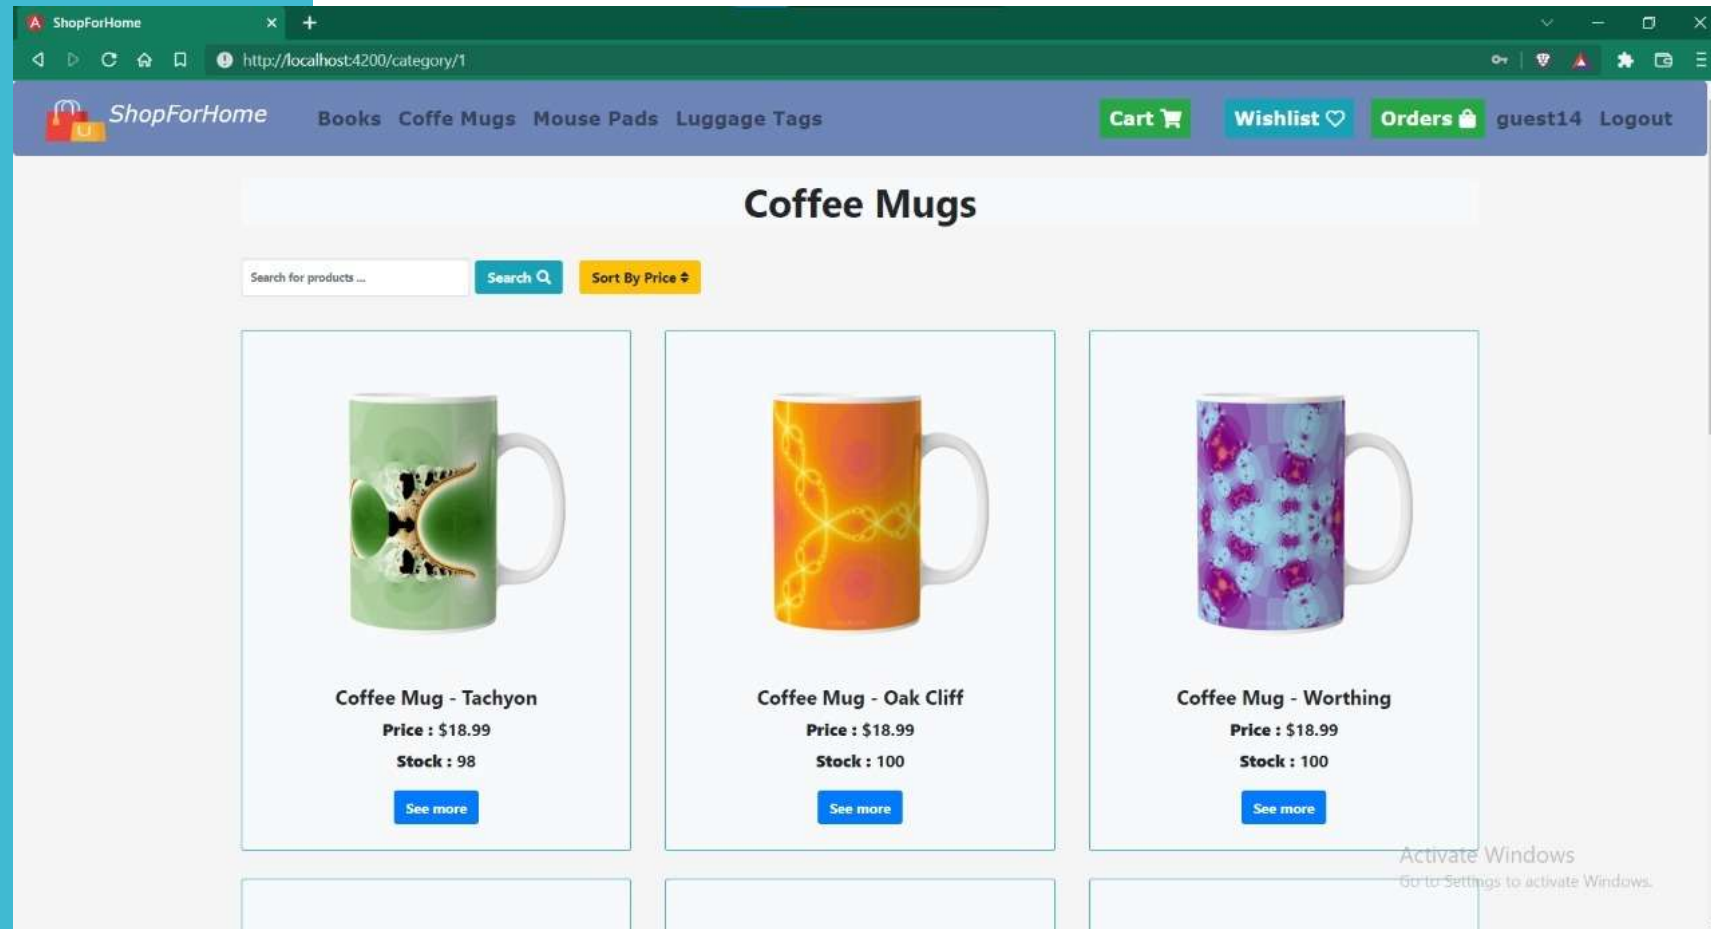 ShopForHome
http://localhost:4200/category/1
ShopForHome Books Coffe Mugs Mouse Pads Luggage Tags Cart Wishlist Orders guest14 Logout
Coffee Mugs
Search for products ... Search Sort By Price
Coffee Mug - Tachyon
Price : $18.99
Stock : 98
See more
Coffee Mug - Oak Cliff
Price : $18.99
Stock : 100
See more
Coffee Mug - Worthing
Price : $18.99
Stock : 100
See more
Activate Windows
Go to Settings to activate Windows.